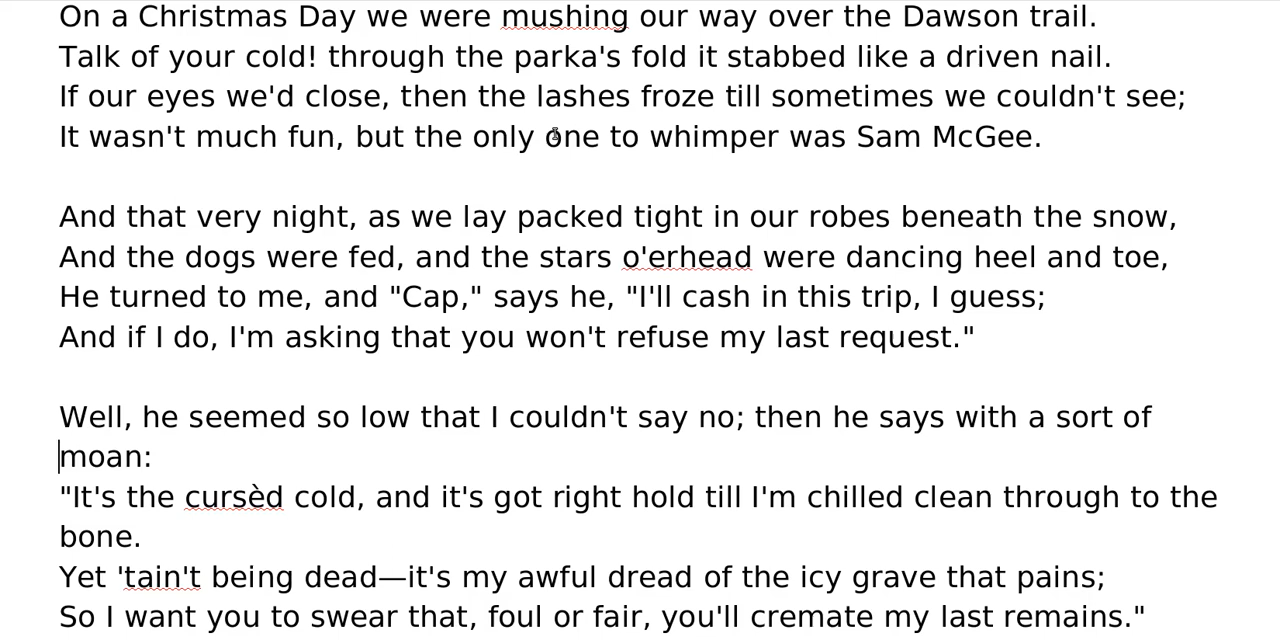 On a Christmas Day we were mushing our way over the Dawson trail.
Talk of your cold! through the parka's fold it stabbed like a driven nail.
If our eyes we'd close, then the lashes froze till sometimes we couldn't see;
It wasn't much fun, but the only one to whimper was Sam McGee.

And that very night, as we lay packed tight in our robes beneath the snow,
And the dogs were fed, and the stars o'erhead were dancing heel and toe,
He turned to me, and "Cap," says he, "I'll cash in this trip, I guess;
And if I do, I'm asking that you won't refuse my last request."

Well, he seemed so low that I couldn't say no; then he says with a sort of
moan:
"It's the cursèd cold, and it's got right hold till I'm chilled clean through to the
bone.
Yet 'tain't being dead—it's my awful dread of the icy grave that pains;
So I want you to swear that, foul or fair, you'll cremate my last remains."